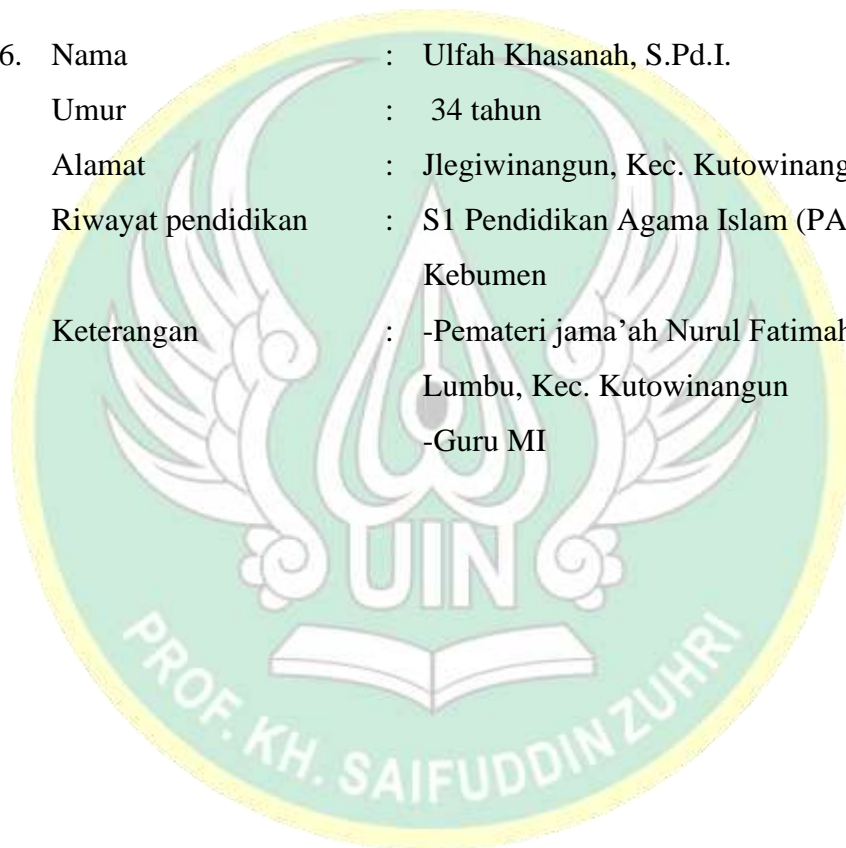 6. Nama : Ulfah Khasanah, S.Pd.I.
Umur : 34 tahun
Alamat : Jlegiwinangun, Kec. Kutowinang
Riwayat pendidikan : S1 Pendidikan Agama Islam (PA
Kebumen
Keterangan : -Pemateri jama’ah Nurul Fatimah
Lumbu, Kec. Kutowinangun
-Guru MI
UIN
PROF. KH. SAIFUDDIN ZUHRI